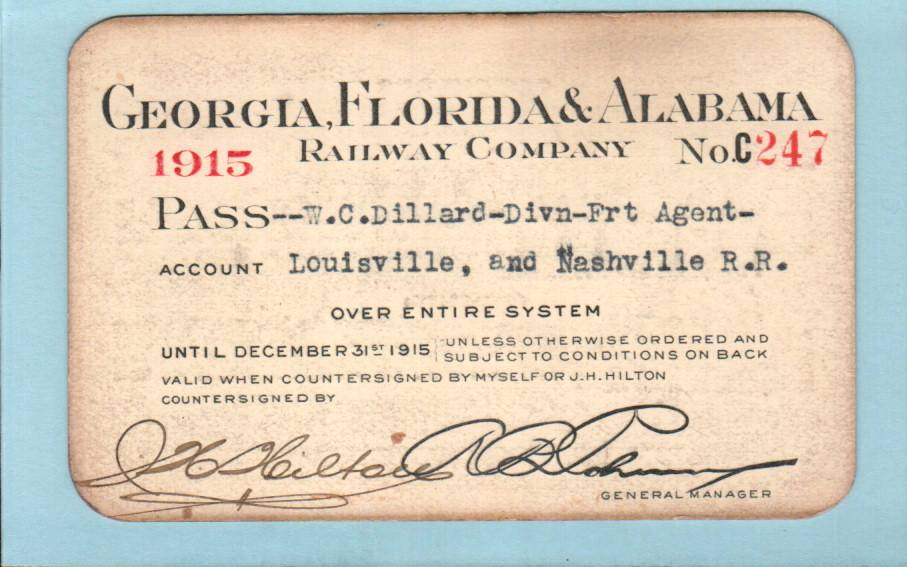 GEORGIA, FLORIDA & ALABAMA
1915 RAILWAY COMPANY No. C247
PASS--W.C.Dillard-Divn-Frt Agent-
ACCOUNT Louisville, and Nashville R.R.
OVER ENTIRE SYSTEM
UNTIL DECEMBER 31ST 1915 UNLESS OTHERWISE ORDERED AND
SUBJECT TO CONDITIONS ON BACK
VALID WHEN COUNTERSIGNED BY MYSELF OR J.H. HILTON
COUNTERSIGNED BY
J H Hilton
GENERAL MANAGER